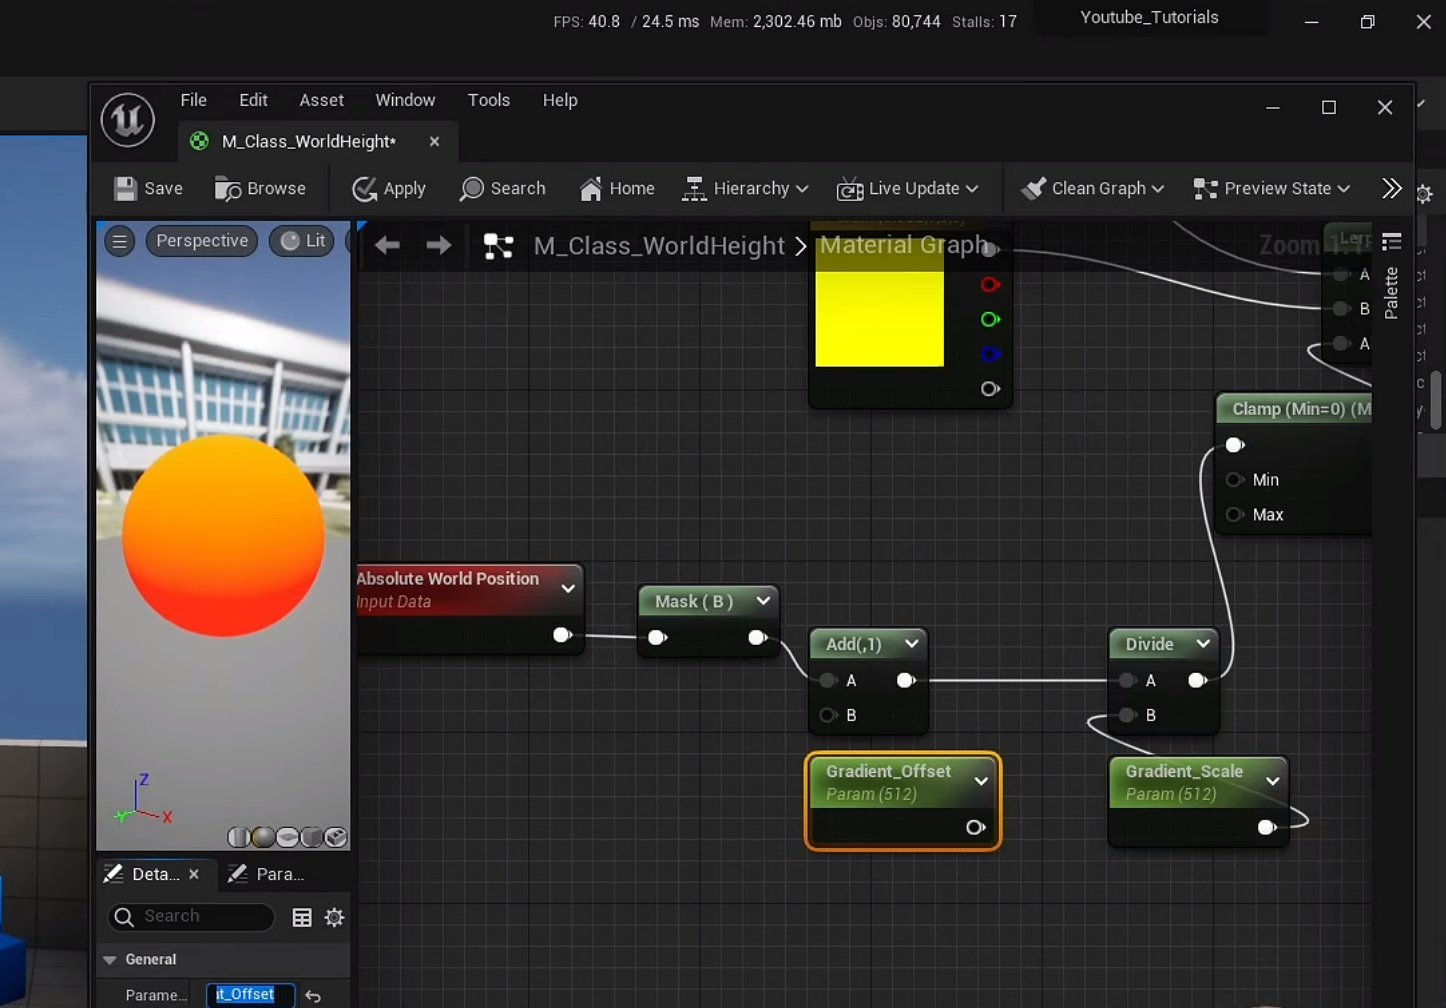 FPS: 40.8 / 24.5 ms Mem: 2,302.46 mb Objs: 80,744 Stalls: 17
Youtube_Tutorials
File Edit Asset Window Tools Help
M_Class_WorldHeight*
Save Browse Apply Search Home Hierarchy Live Update Clean Graph Preview State
Perspective Lit
M_Class_WorldHeight > Material Graph
Zoom 1:1
Lerp
Palette
A
B
A
Clamp (Min=0) (M
Min
Max
Absolute World Position
Input Data
Mask ( B )
Add(,1)
A
B
Divide
A
B
Gradient_Offset
Param (512)
Gradient_Scale
Param (512)
Z
Y
X
Deta... Para...
Search
General
Parame... nt_Offset